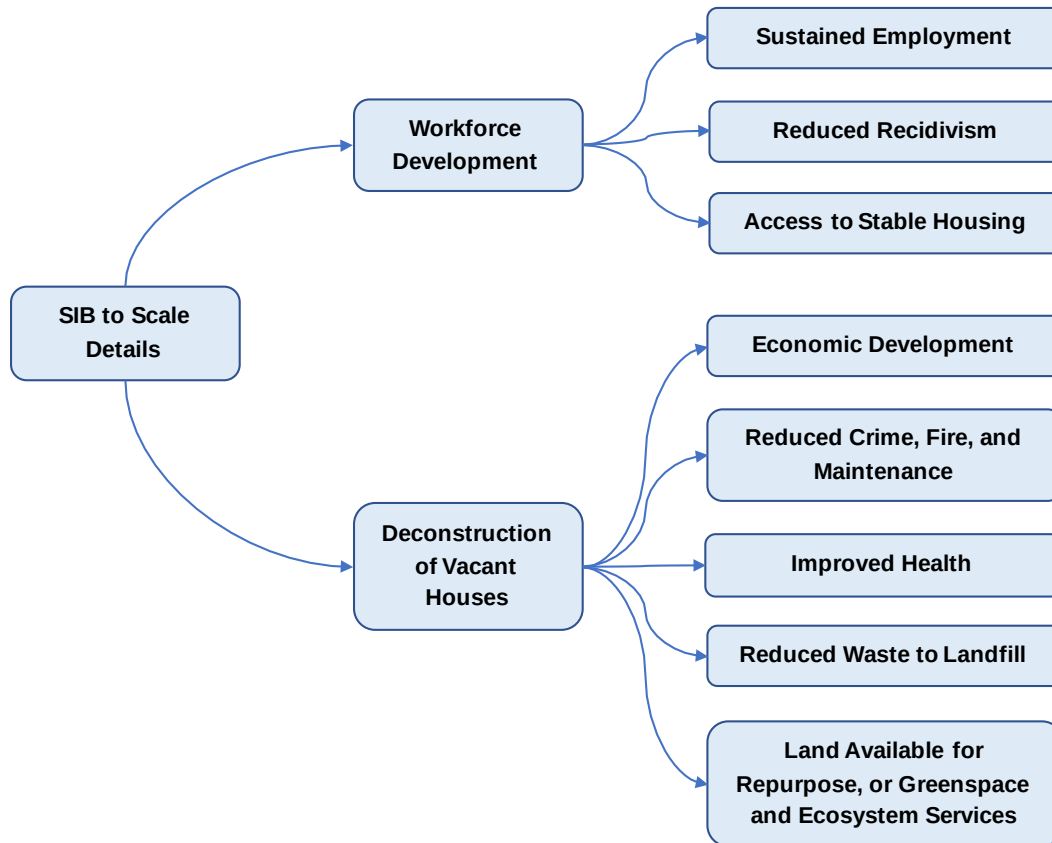 SIB to Scale
Details
Workforce
Development
Sustained Employment
Reduced Recidivism
Access to Stable Housing
Deconstruction
of Vacant
Houses
Economic Development
Reduced Crime, Fire, and
Maintenance
Improved Health
Reduced Waste to Landfill
Land Available for
Repurpose, or Greenspace
and Ecosystem Services